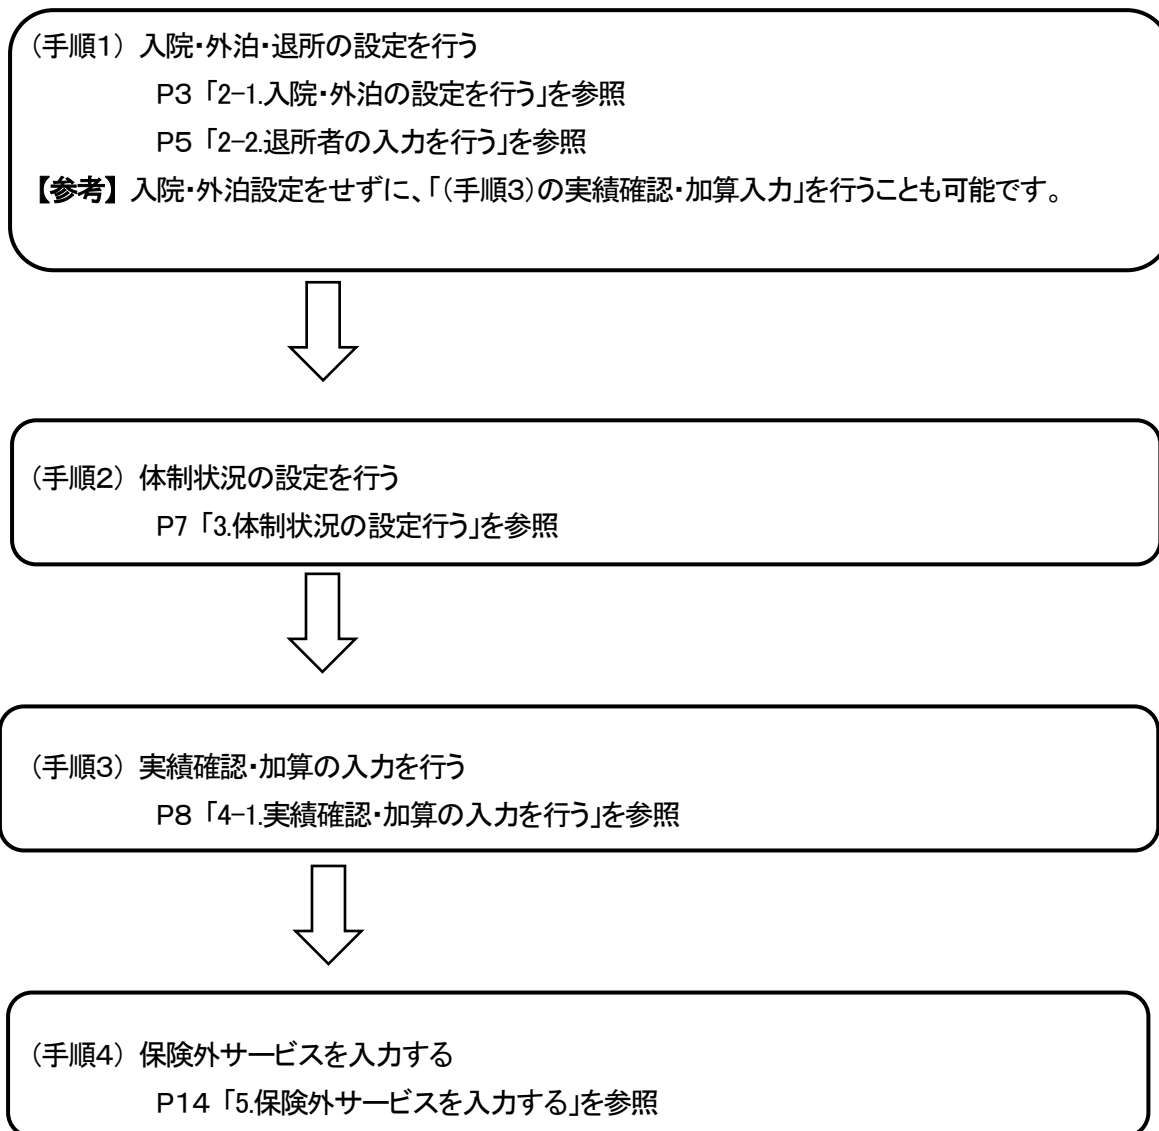 （手順１） 入院・外泊・退所の設定を行う
P３ 「2-1.入院・外泊の設定を行う」を参照
P５ 「2-2.退所者の入力を行う」を参照
【参考】 入院・外泊設定をせずに、「（手順３）の実績確認・加算入力」を行うことも可能です。
（手順２） 体制状況の設定を行う
P7 「3.体制状況の設定行う」を参照
（手順３） 実績確認・加算の入力を行う
P８ 「4-1.実績確認・加算の入力を行う」を参照
（手順４） 保険外サービスを入力する
P１４ 「5.保険外サービスを入力する」を参照